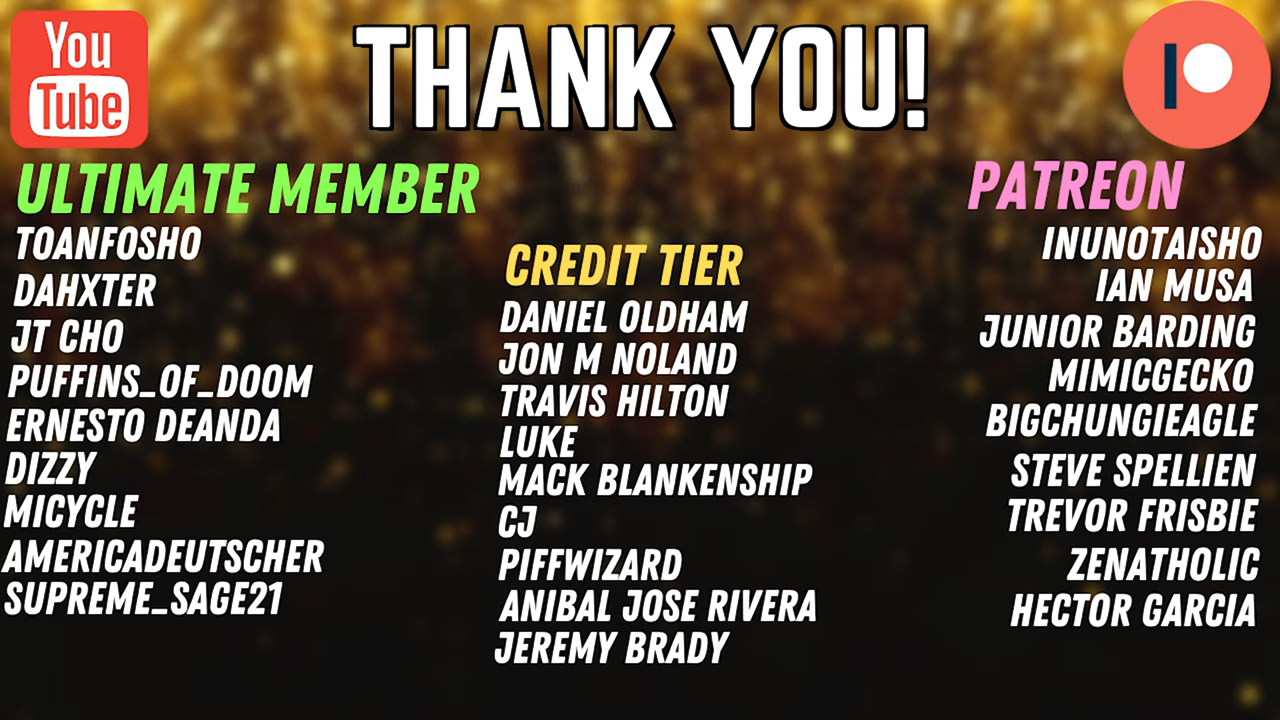 You
Tube
THANK YOU!
ULTIMATE MEMBER
TOANFOSHO
DAHXTER
JT CHO
PUFFINS_OF_DOOM
ERNESTO DEANDA
DIZZY
MICYCLE
AMERICADEUTSCHER
SUPREME_SAGE21
CREDIT TIER
DANIEL OLDHAM
JON M NOLAND
TRAVIS HILTON
LUKE
MACK BLANKENSHIP
CJ
PIFFWIZARD
ANIBAL JOSE RIVERA
JEREMY BRADY
PATREON
INUNOTAISHO
IAN MUSA
JUNIOR BARDING
MIMICGECKO
BIGCHUNGIEAGLE
STEVE SPELLIEN
TREVOR FRISBIE
ZENATHOLIC
HECTOR GARCIA